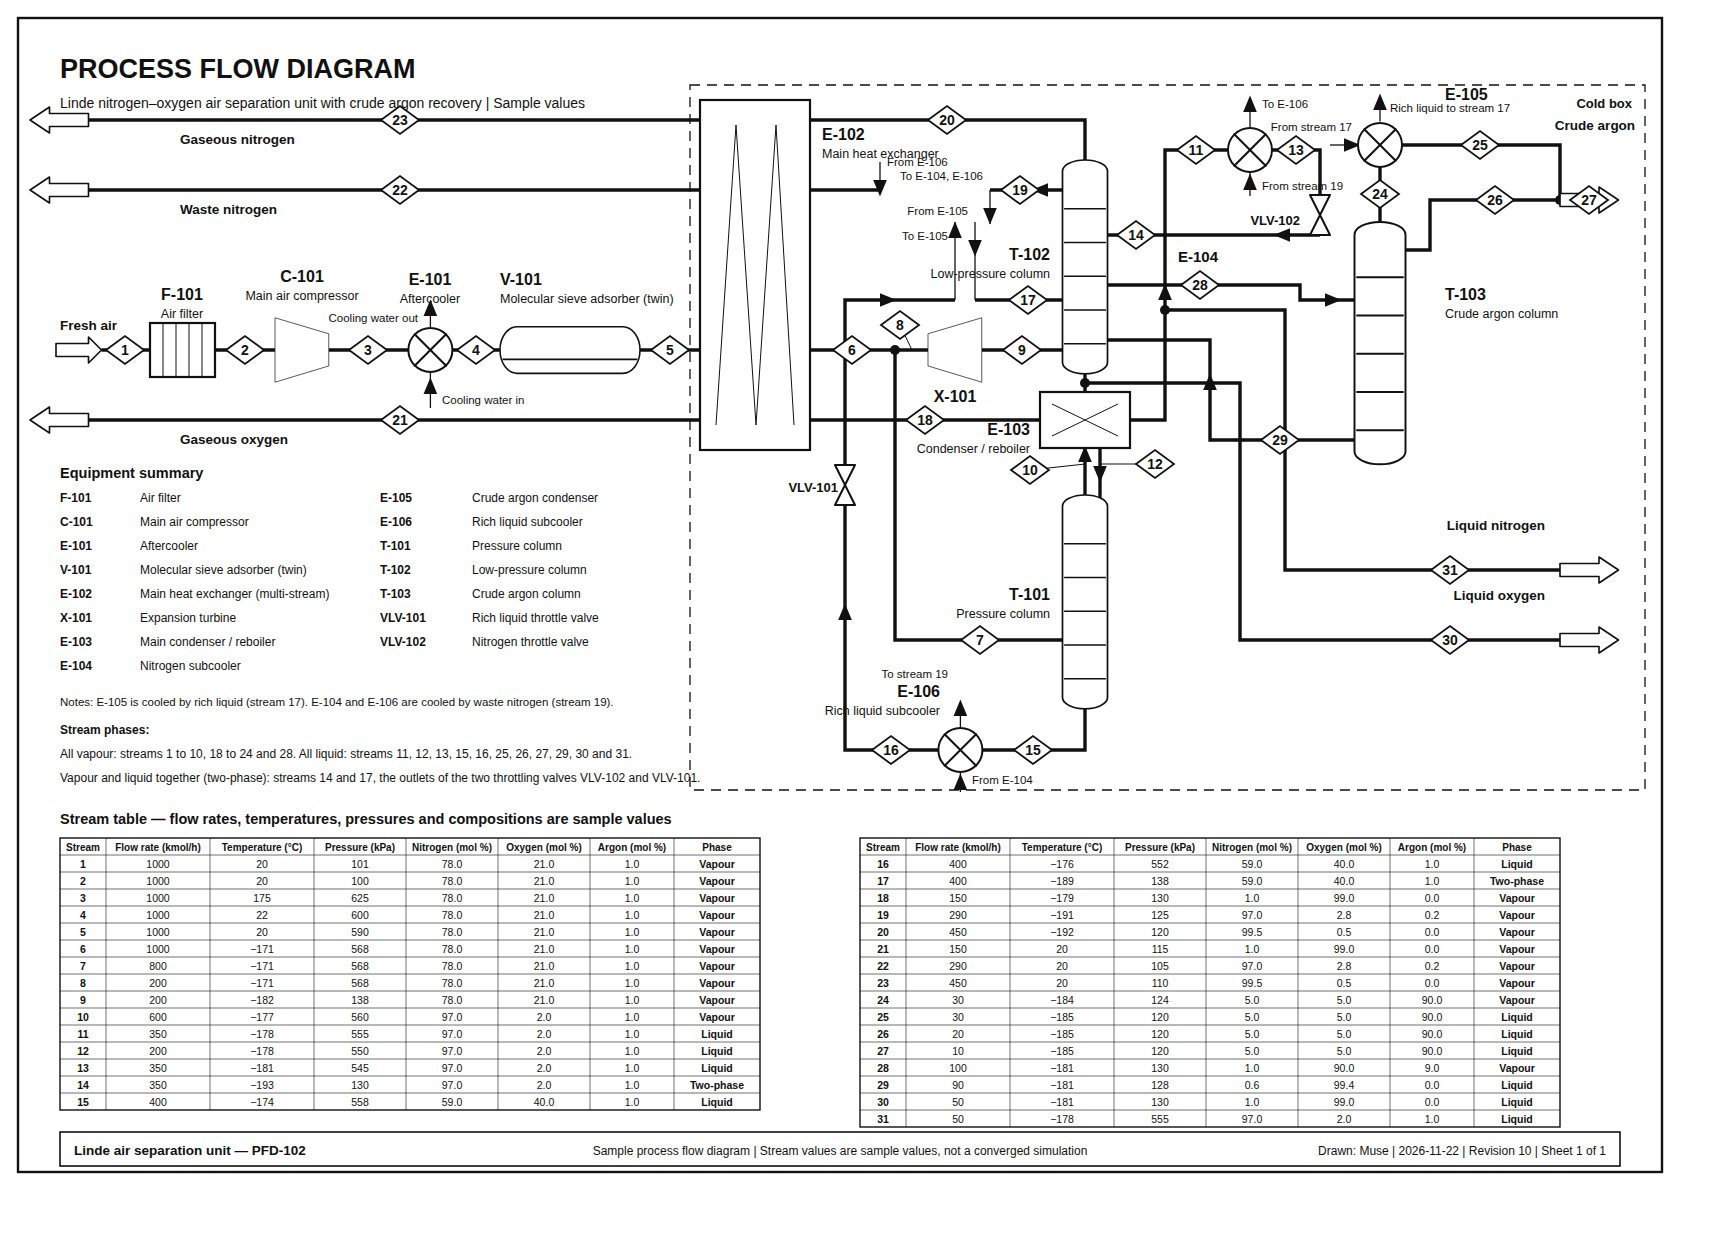 PROCESS FLOW DIAGRAM
Linde nitrogen–oxygen air separation unit with crude argon recovery | Sample values
23
Gaseous nitrogen
22
Waste nitrogen
F-101
Air filter
C-101
Main air compressor
E-101
Aftercooler
V-101
Molecular sieve adsorber (twin)
Cooling water out
Fresh air
1
2
3
4
5
Cooling water in
21
Gaseous oxygen
E-102
Main heat exchanger
20
From E-106
To E-104, E-106
19
From E-105
To E-105
T-102
Low-pressure column
17
8
6
9
X-101
18
E-103
Condenser / reboiler
10
12
VLV-101
T-101
Pressure column
7
To stream 19
E-106
Rich liquid subcooler
16
15
From E-104
To E-106
From stream 17
11
13
From stream 19
VLV-102
14
E-104
28
E-105
Rich liquid to stream 17
Cold box
Crude argon
25
24
26
27
T-103
Crude argon column
29
Liquid nitrogen
31
Liquid oxygen
30
Equipment summary
F-101 Air filter E-105 Crude argon condenser
C-101 Main air compressor E-106 Rich liquid subcooler
E-101 Aftercooler T-101 Pressure column
V-101 Molecular sieve adsorber (twin) T-102 Low-pressure column
E-102 Main heat exchanger (multi-stream) T-103 Crude argon column
X-101 Expansion turbine VLV-101 Rich liquid throttle valve
E-103 Main condenser / reboiler VLV-102 Nitrogen throttle valve
E-104 Nitrogen subcooler
Notes: E-105 is cooled by rich liquid (stream 17). E-104 and E-106 are cooled by waste nitrogen (stream 19).
Stream phases:
All vapour: streams 1 to 10, 18 to 24 and 28. All liquid: streams 11, 12, 13, 15, 16, 25, 26, 27, 29, 30 and 31.
Vapour and liquid together (two-phase): streams 14 and 17, the outlets of the two throttling valves VLV-102 and VLV-101.
Stream table — flow rates, temperatures, pressures and compositions are sample values
Stream Flow rate (kmol/h) Temperature (°C) Pressure (kPa) Nitrogen (mol %) Oxygen (mol %) Argon (mol %) Phase
1 1000 20 101 78.0 21.0 1.0 Vapour
2 1000 20 100 78.0 21.0 1.0 Vapour
3 1000 175 625 78.0 21.0 1.0 Vapour
4 1000 22 600 78.0 21.0 1.0 Vapour
5 1000 20 590 78.0 21.0 1.0 Vapour
6 1000 −171 568 78.0 21.0 1.0 Vapour
7 800 −171 568 78.0 21.0 1.0 Vapour
8 200 −171 568 78.0 21.0 1.0 Vapour
9 200 −182 138 78.0 21.0 1.0 Vapour
10 600 −177 560 97.0 2.0 1.0 Vapour
11 350 −178 555 97.0 2.0 1.0 Liquid
12 200 −178 550 97.0 2.0 1.0 Liquid
13 350 −181 545 97.0 2.0 1.0 Liquid
14 350 −193 130 97.0 2.0 1.0 Two-phase
15 400 −174 558 59.0 40.0 1.0 Liquid
Stream Flow rate (kmol/h) Temperature (°C) Pressure (kPa) Nitrogen (mol %) Oxygen (mol %) Argon (mol %) Phase
16 400 −176 552 59.0 40.0 1.0 Liquid
17 400 −189 138 59.0 40.0 1.0 Two-phase
18 150 −179 130 1.0 99.0 0.0 Vapour
19 290 −191 125 97.0 2.8 0.2 Vapour
20 450 −192 120 99.5 0.5 0.0 Vapour
21 150 20 115 1.0 99.0 0.0 Vapour
22 290 20 105 97.0 2.8 0.2 Vapour
23 450 20 110 99.5 0.5 0.0 Vapour
24 30 −184 124 5.0 5.0 90.0 Vapour
25 30 −185 120 5.0 5.0 90.0 Liquid
26 20 −185 120 5.0 5.0 90.0 Liquid
27 10 −185 120 5.0 5.0 90.0 Liquid
28 100 −181 130 1.0 90.0 9.0 Vapour
29 90 −181 128 0.6 99.4 0.0 Liquid
30 50 −181 130 1.0 99.0 0.0 Liquid
31 50 −178 555 97.0 2.0 1.0 Liquid
Linde air separation unit — PFD-102
Sample process flow diagram | Stream values are sample values, not a converged simulation
Drawn: Muse | 2026-11-22 | Revision 10 | Sheet 1 of 1